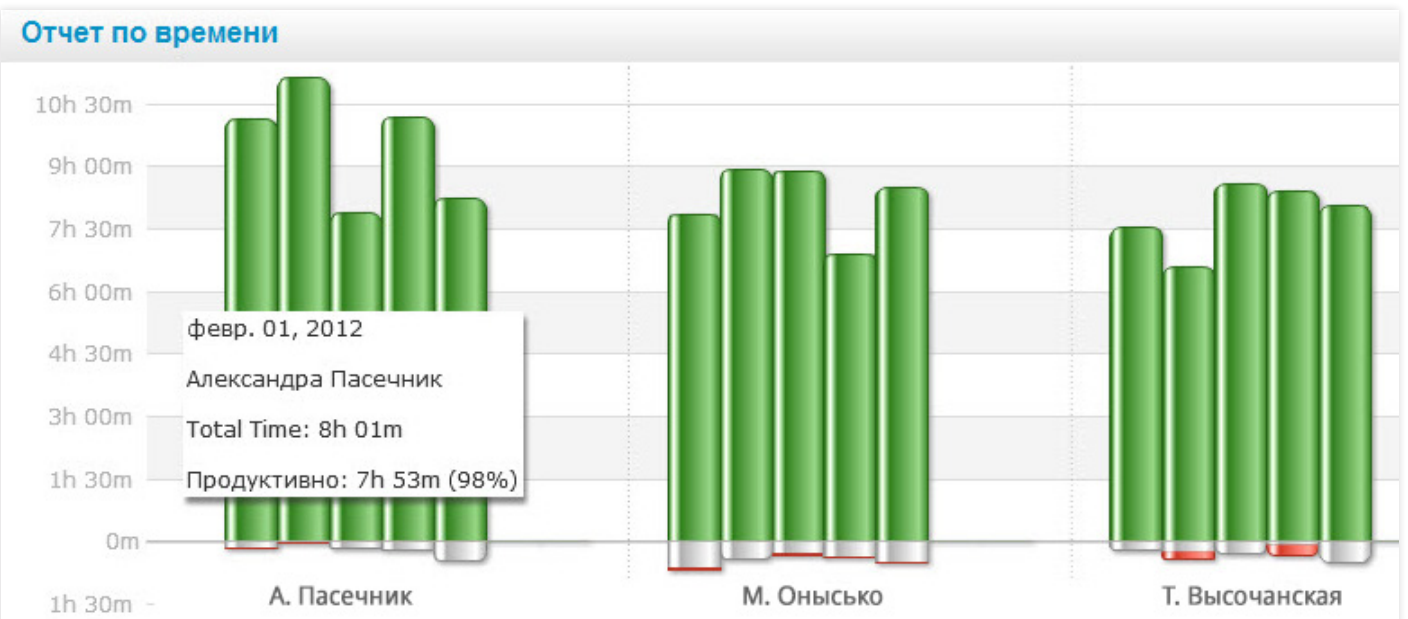 Отчет по времени
10h 30m
9h 00m
7h 30m
6h 00m
4h 30m
3h 00m
1h 30m
0m
1h 30m
февр. 01, 2012
Александра Пасечник
Total Time: 8h 01m
Продуктивно: 7h 53m (98%)
А. Пасечник
М. Онысько
Т. Высочанская